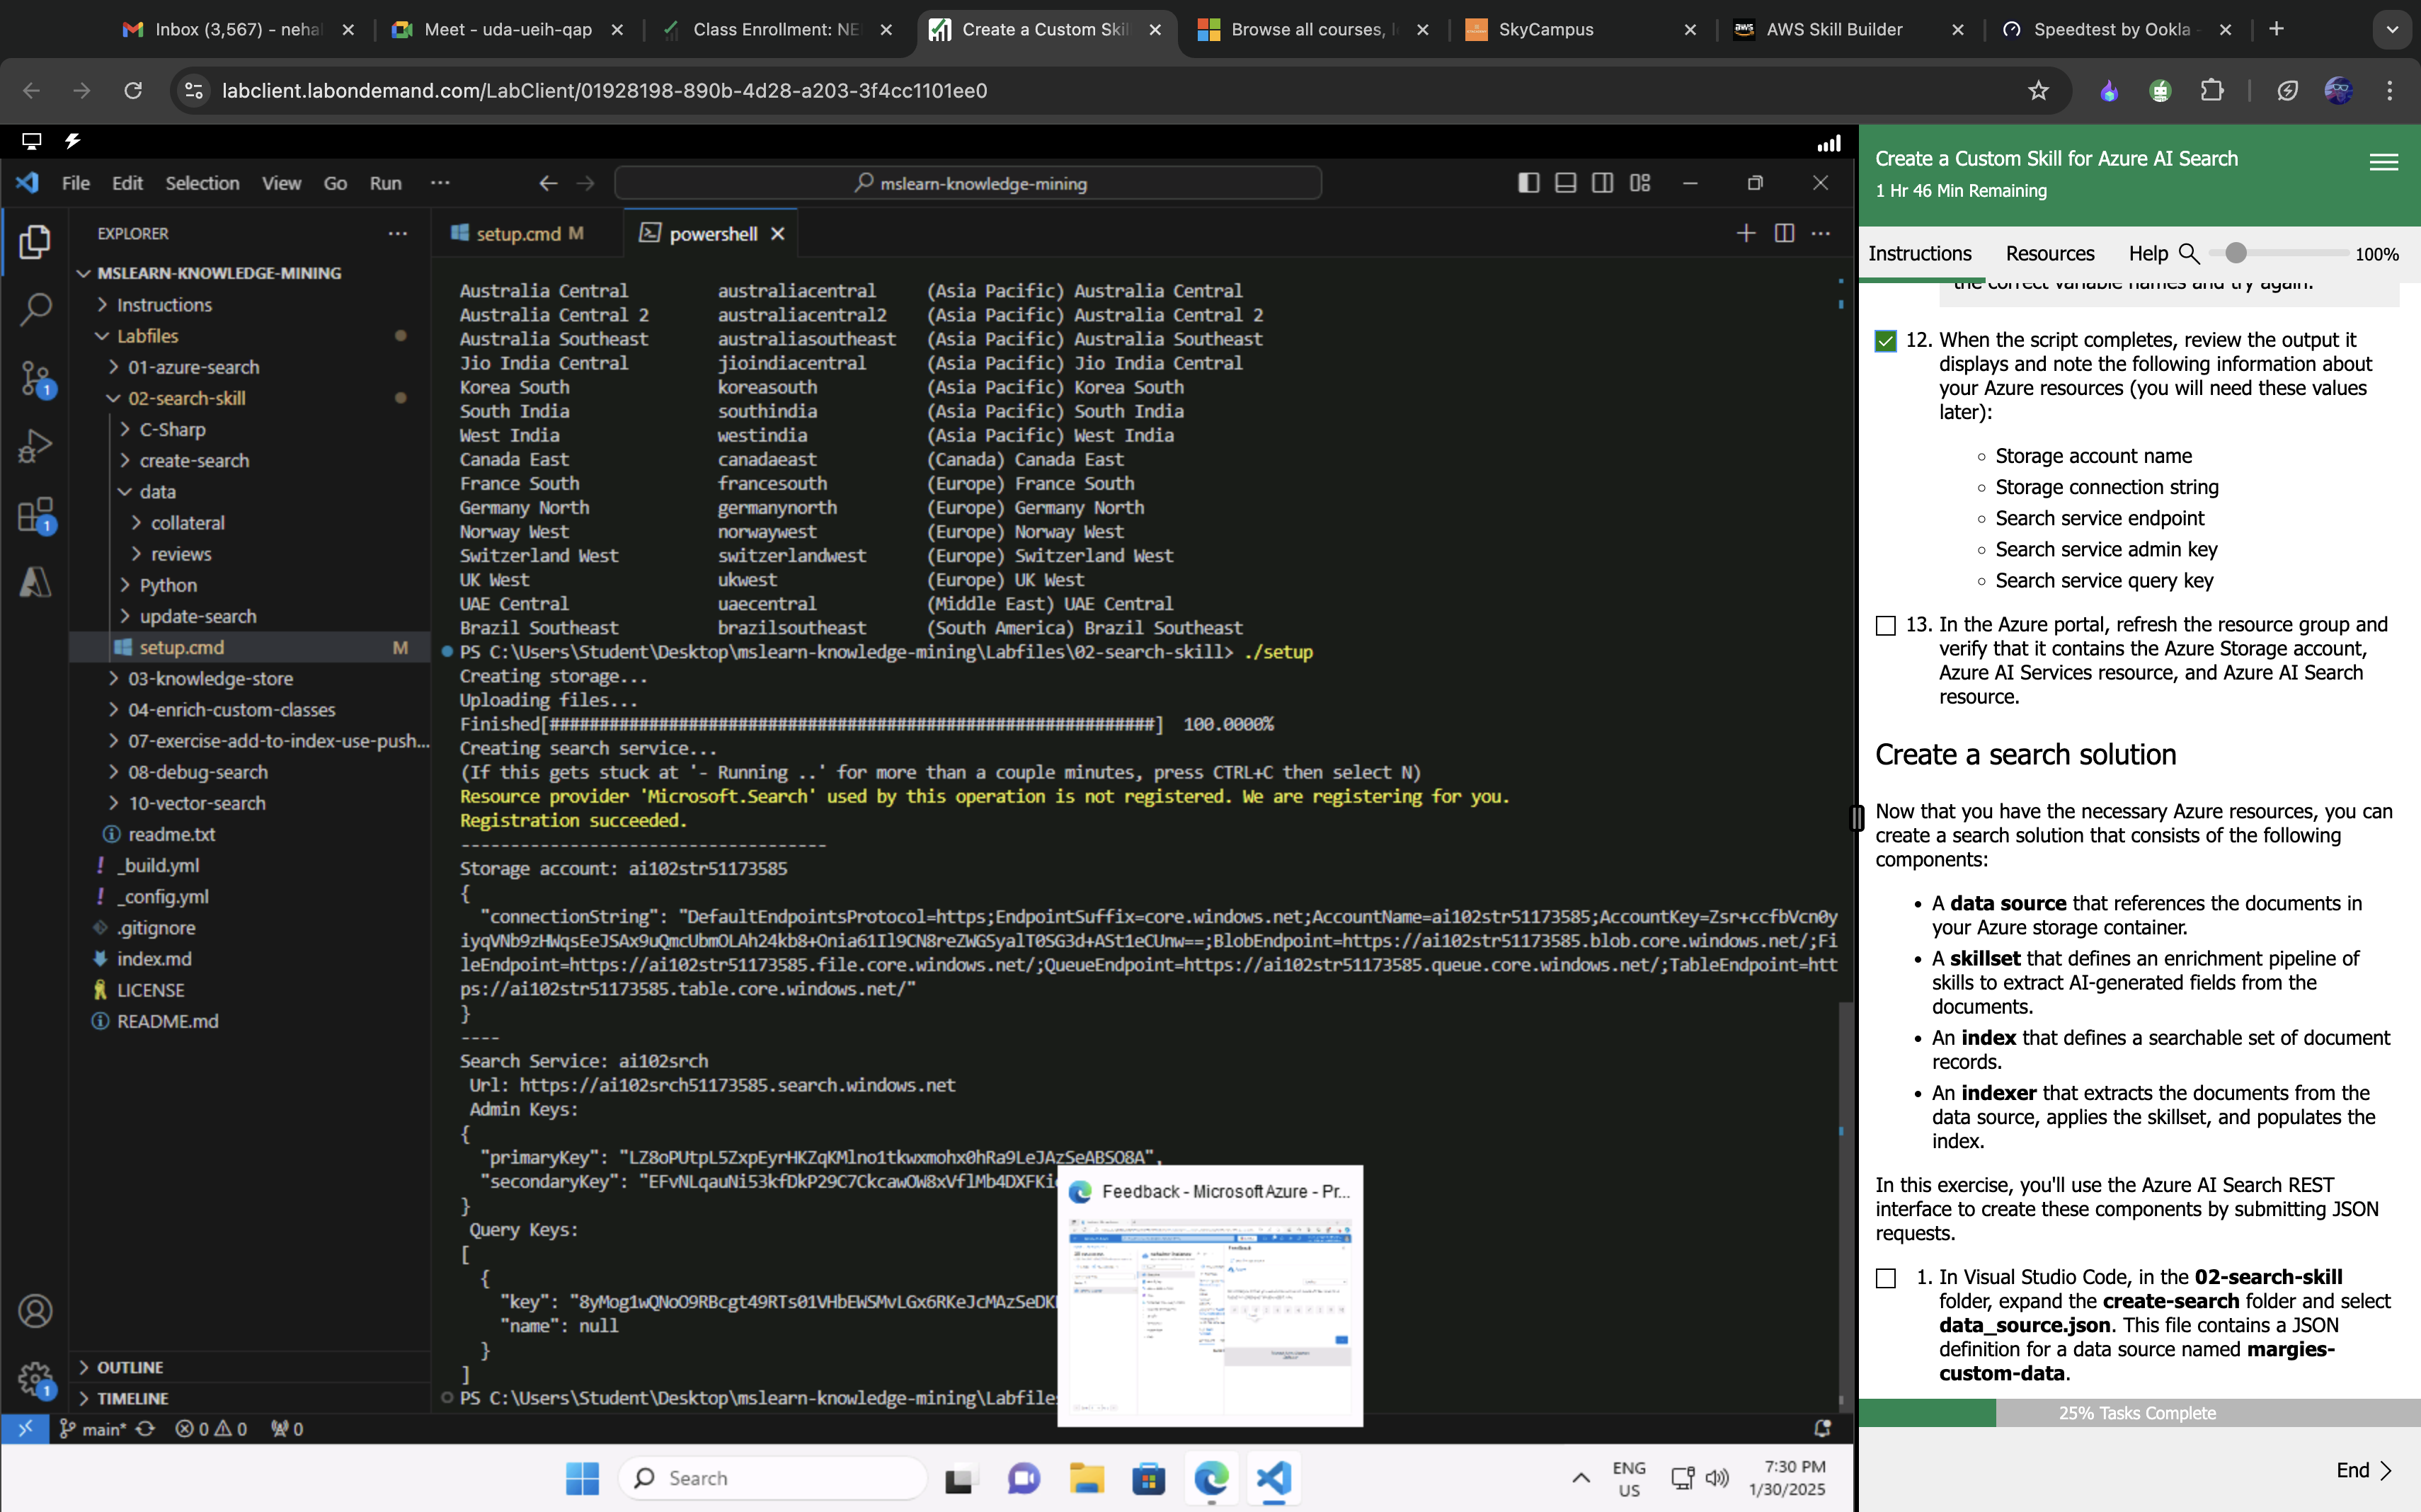 Inbox (3,567) - neha
Meet - uda-ueih-qap
Class Enrollment: NE
Create a Custom Skil
Browse all courses, l
SkyCampus
AWS Skill Builder
Speedtest by Ookla -
labclient.labondemand.com/LabClient/01928198-890b-4d28-a203-3f4cc1101ee0
File Edit Selection View Go Run ···
mslearn-knowledge-mining
EXPLORER
MSLEARN-KNOWLEDGE-MINING
Instructions
Labfiles
01-azure-search
02-search-skill
C-Sharp
create-search
data
collateral
reviews
Python
update-search
setup.cmd M
03-knowledge-store
04-enrich-custom-classes
07-exercise-add-to-index-use-push...
08-debug-search
10-vector-search
readme.txt
_build.yml
_config.yml
.gitignore
index.md
LICENSE
README.md
OUTLINE
TIMELINE
1
1
1
setup.cmd M
powershell
Australia Central australiacentral (Asia Pacific) Australia Central
Australia Central 2 australiacentral2 (Asia Pacific) Australia Central 2
Australia Southeast australiasoutheast (Asia Pacific) Australia Southeast
Jio India Central jioindiacentral (Asia Pacific) Jio India Central
Korea South koreasouth (Asia Pacific) Korea South
South India southindia (Asia Pacific) South India
West India westindia (Asia Pacific) West India
Canada East canadaeast (Canada) Canada East
France South francesouth (Europe) France South
Germany North germanynorth (Europe) Germany North
Norway West norwaywest (Europe) Norway West
Switzerland West switzerlandwest (Europe) Switzerland West
UK West ukwest (Europe) UK West
UAE Central uaecentral (Middle East) UAE Central
Brazil Southeast brazilsoutheast (South America) Brazil Southeast
PS C:\Users\Student\Desktop\mslearn-knowledge-mining\Labfiles\02-search-skill> ./setup
Creating storage...
Uploading files...
Finished[#############################################################] 100.0000%
Creating search service...
(If this gets stuck at '- Running ..' for more than a couple minutes, press CTRL+C then select N)
Resource provider 'Microsoft.Search' used by this operation is not registered. We are registering for you.
Registration succeeded.
-------------------------------------
Storage account: ai102str51173585
{
"connectionString": "DefaultEndpointsProtocol=https;EndpointSuffix=core.windows.net;AccountName=ai102str51173585;AccountKey=Zsr+ccfbVcn0y
iyqVNb9zHWqsEeJSAx9uQmcUbmOLAh24kb8+Onia61Il9CN8reZWGSyalT0SG3d+ASt1eCUnw==;BlobEndpoint=https://ai102str51173585.blob.core.windows.net/;Fi
leEndpoint=https://ai102str51173585.file.core.windows.net/;QueueEndpoint=https://ai102str51173585.queue.core.windows.net/;TableEndpoint=htt
ps://ai102str51173585.table.core.windows.net/"
}
----
Search Service: ai102srch
Url: https://ai102srch51173585.search.windows.net
Admin Keys:
{
"primaryKey": "LZ8oPUtpL5ZxpEyrHKZqKMlno1tkwxmohx0hRa9LeJAzSeABSO8A",
"secondaryKey": "EFvNLqauNi53kfDkP29C7CkcawOW8xVflMb4DXFKi
}
Query Keys:
[
{
"key": "8yMog1wQNoO9RBcgt49RTs01VHbEWSMvLGx6RKeJcMAzSeDK
"name": null
}
]
PS C:\Users\Student\Desktop\mslearn-knowledge-mining\Labfiles
Feedback - Microsoft Azure - Pr...
main* 0 0 0
Search
ENG
US
7:30 PM
1/30/2025
Create a Custom Skill for Azure AI Search
1 Hr 46 Min Remaining
Instructions Resources Help 100%
the correct variable names and try again.
12. When the script completes, review the output it
displays and note the following information about
your Azure resources (you will need these values
later):
Storage account name
Storage connection string
Search service endpoint
Search service admin key
Search service query key
13. In the Azure portal, refresh the resource group and
verify that it contains the Azure Storage account,
Azure AI Services resource, and Azure AI Search
resource.
Create a search solution
Now that you have the necessary Azure resources, you can
create a search solution that consists of the following
components:
• A data source that references the documents in
your Azure storage container.
• A skillset that defines an enrichment pipeline of
skills to extract AI-generated fields from the
documents.
• An index that defines a searchable set of document
records.
• An indexer that extracts the documents from the
data source, applies the skillset, and populates the
index.
In this exercise, you'll use the Azure AI Search REST
interface to create these components by submitting JSON
requests.
1. In Visual Studio Code, in the 02-search-skill
folder, expand the create-search folder and select
data_source.json. This file contains a JSON
definition for a data source named margies-
custom-data.
25% Tasks Complete
End